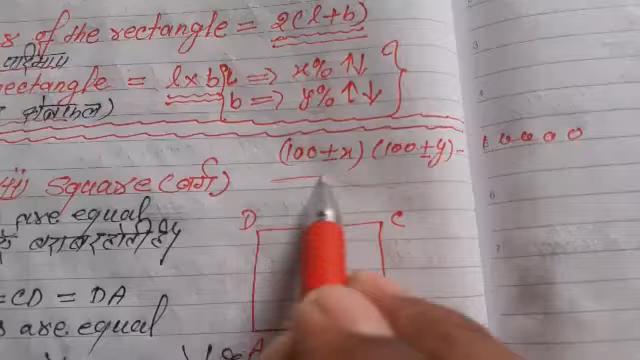 of the rectangle = 2(l+b)
परिमाप
rectangle = l×b { l => x% ↑↓
b => y% ↑↓ }
(100±x) (100±y) - 10000
iii) Square (वर्ग)
are equal
के बराबर होती है
D C
=CD = DA
are equal
A